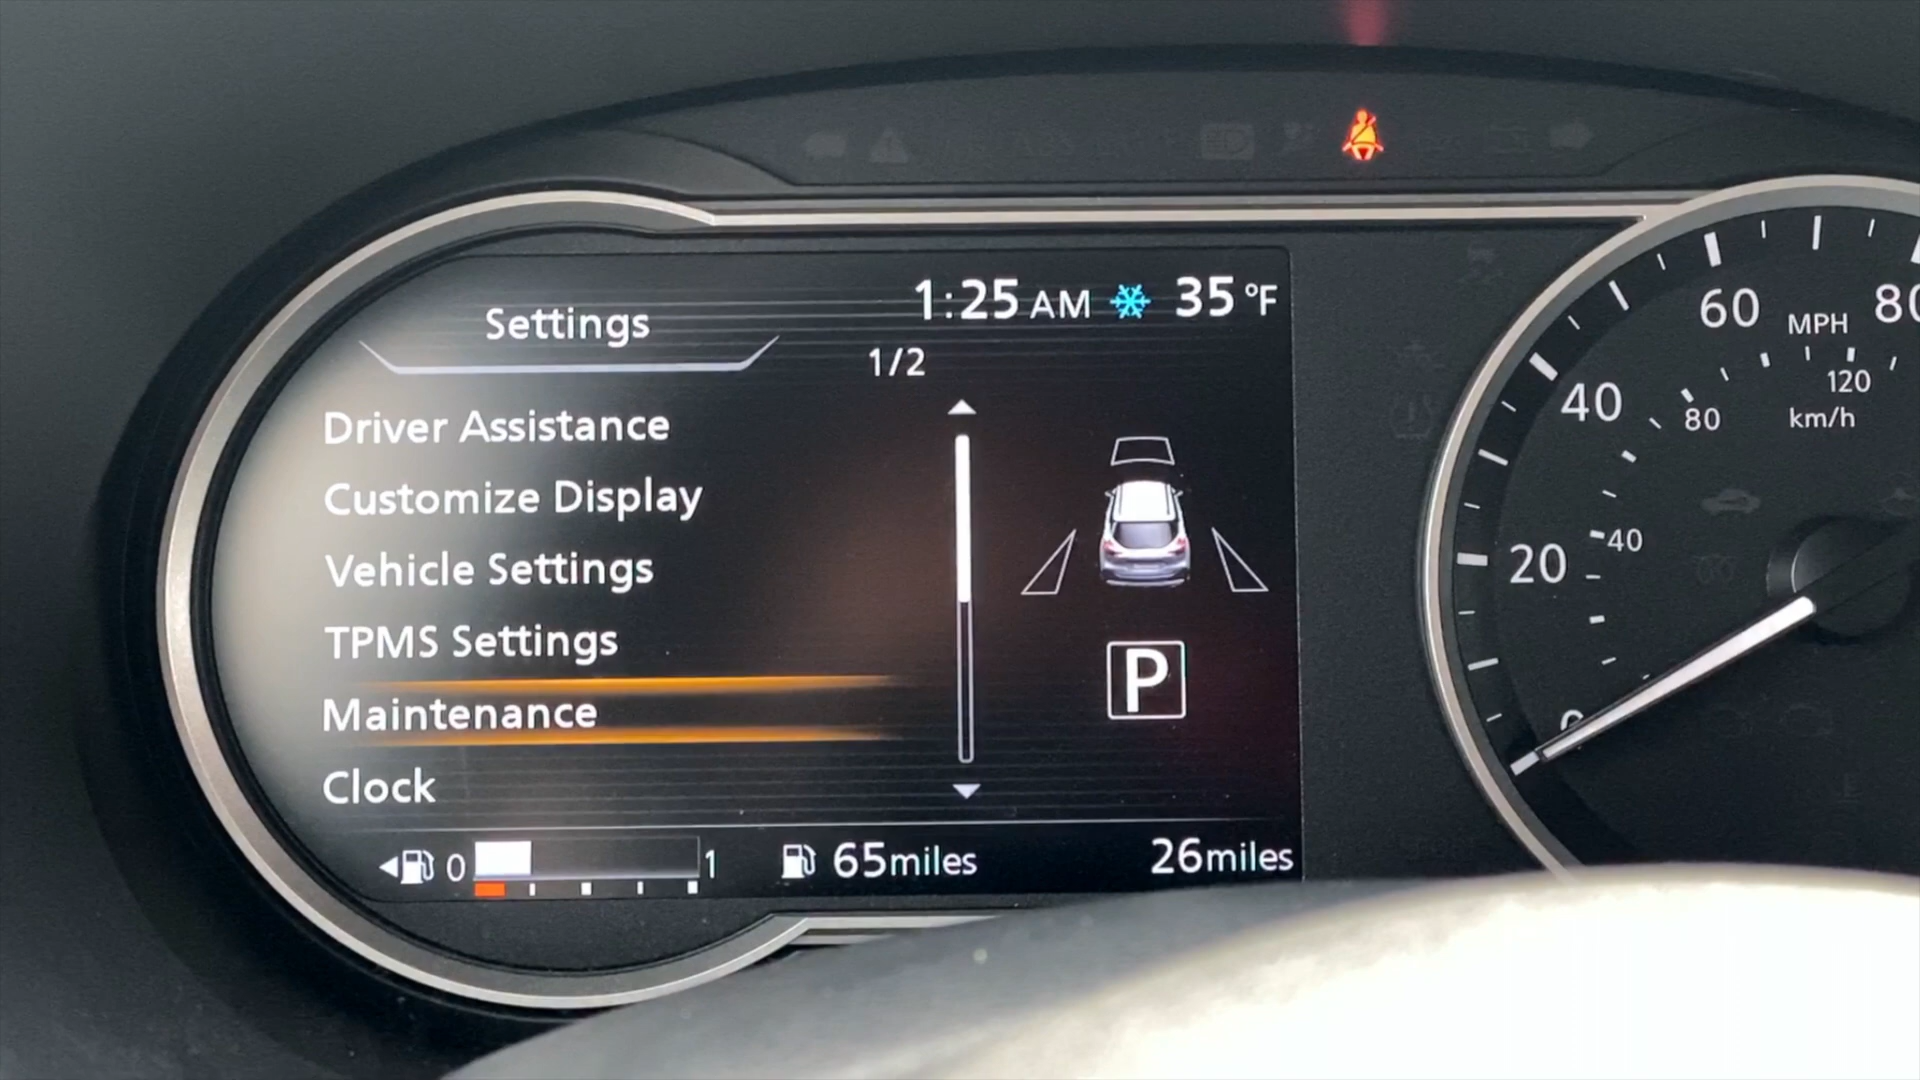 1:25 AM 35 °F
Settings
1/2
Driver Assistance
Customize Display
Vehicle Settings
TPMS Settings
Maintenance
Clock
P
0 1 65miles 26miles
60 80
MPH
40
120
80 km/h
20
40
0